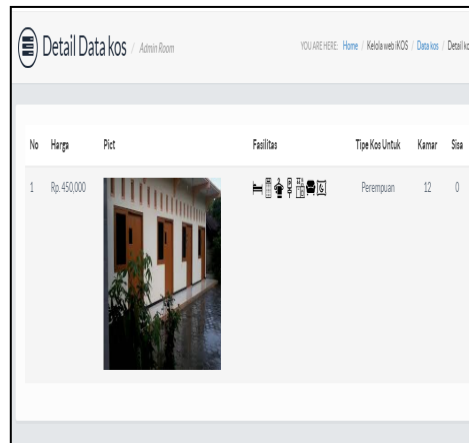 Detail Data kos / Admin Room
YOU ARE HERE: Home / Kelola web iKOS / Data kos / Detail ko
No Harga Pict Fasilitas Tipe Kos Untuk Kamar Sisa
1 Rp. 450,000 Perempuan 12 0